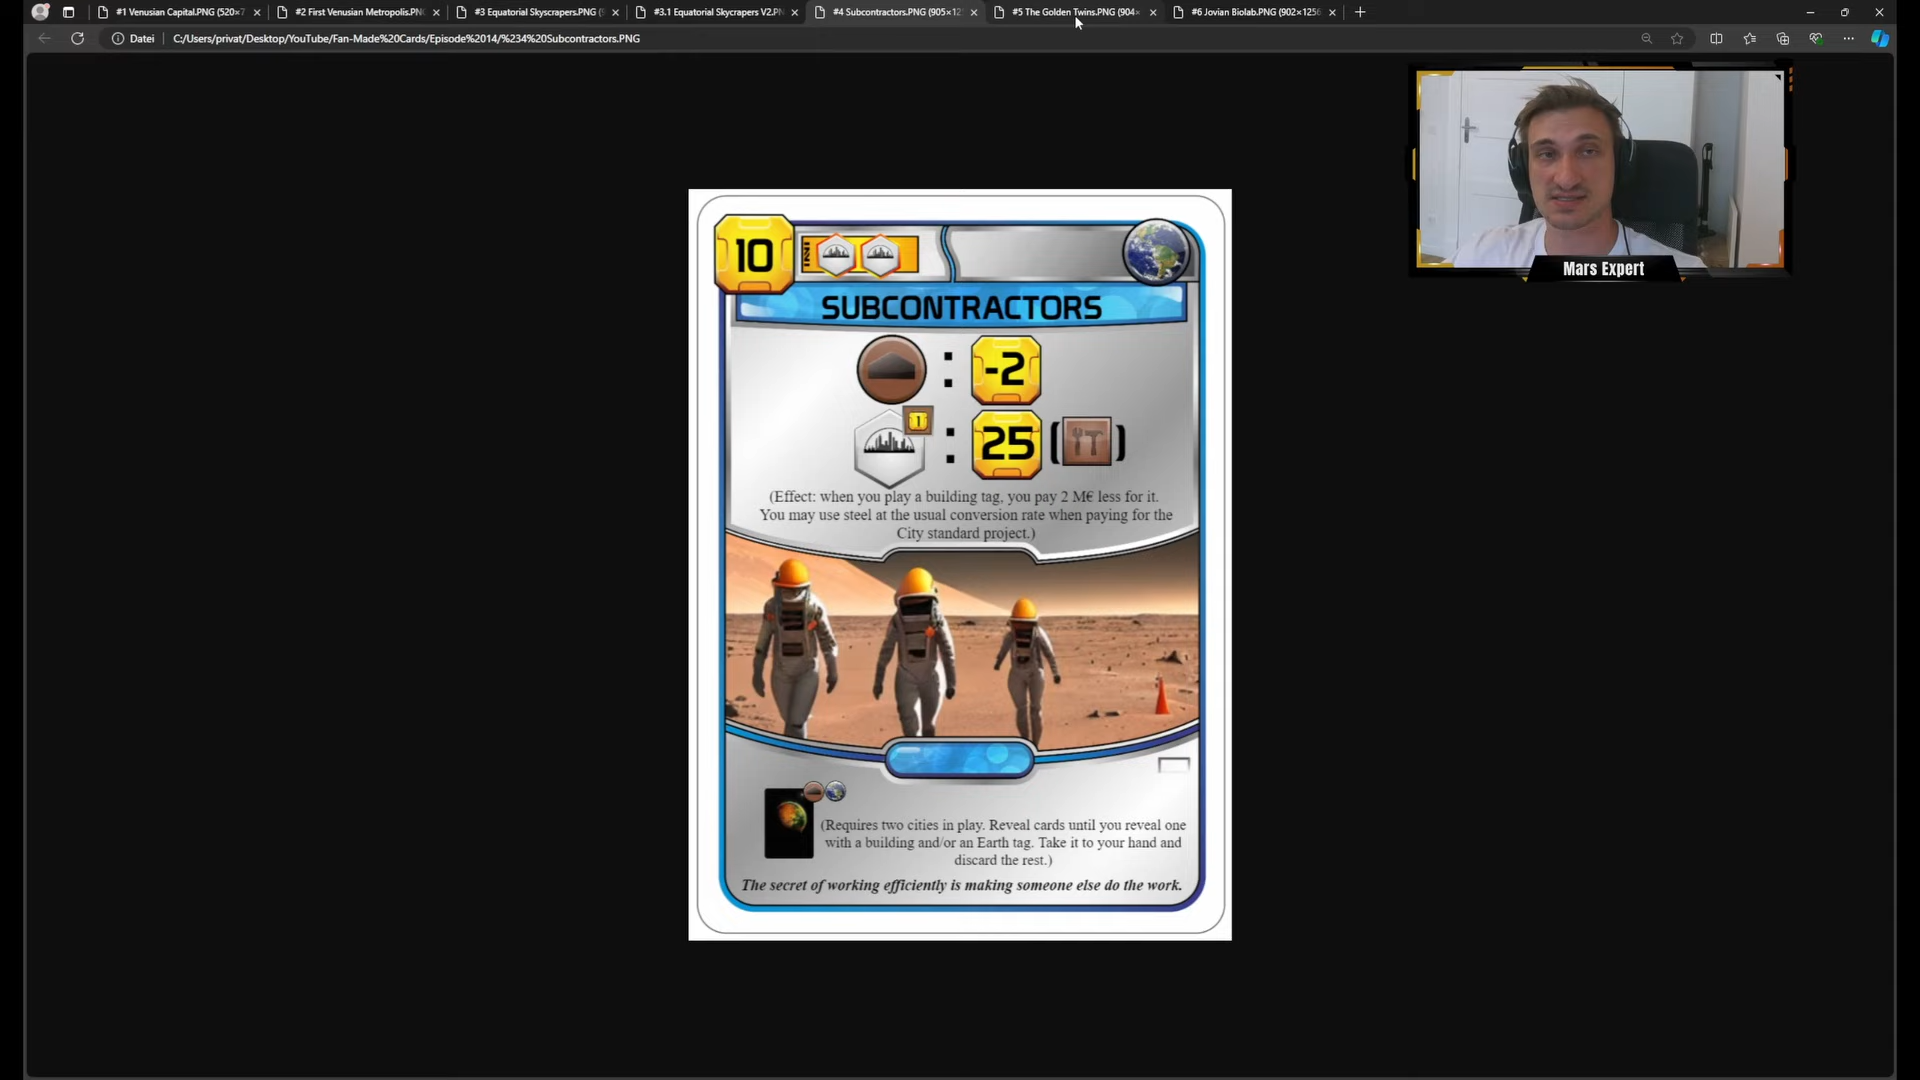 #1 Venusian Capital.PNG (520×7
#2 First Venusian Metropolis.PN
#3 Equatorial Skyscrapers.PNG (
#3.1 Equatorial Skycrapers V2.P
#4 Subcontractors.PNG (905×12
#5 The Golden Twins.PNG (904×
#6 Jovian Biolab.PNG (902×1256
Datei
C:/Users/privat/Desktop/YouTube/Fan-Made%20Cards/Episode%2014/%234%20Subcontractors.PNG
Mars Expert
10
SUBCONTRACTORS
: -2
1
: 25 ( )
(Effect: when you play a building tag, you pay 2 M€ less for it.
You may use steel at the usual conversion rate when paying for the
City standard project.)
(Requires two cities in play. Reveal cards until you reveal one
with a building and/or an Earth tag. Take it to your hand and
discard the rest.)
The secret of working efficiently is making someone else do the work.